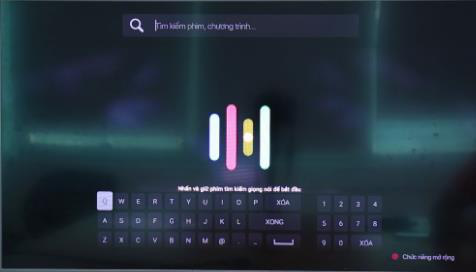 Tìm kiếm phim, chương trình...
Nhấn và giữ phím tìm kiếm giọng nói để bắt đầu
Q W E R T Y U I O P XÓA 1 2 3 4
A S D F G H J K L XONG 5 6 7 8
Z X C V B N M @ . _ 9 0 XÓA
Chức năng mở rộng